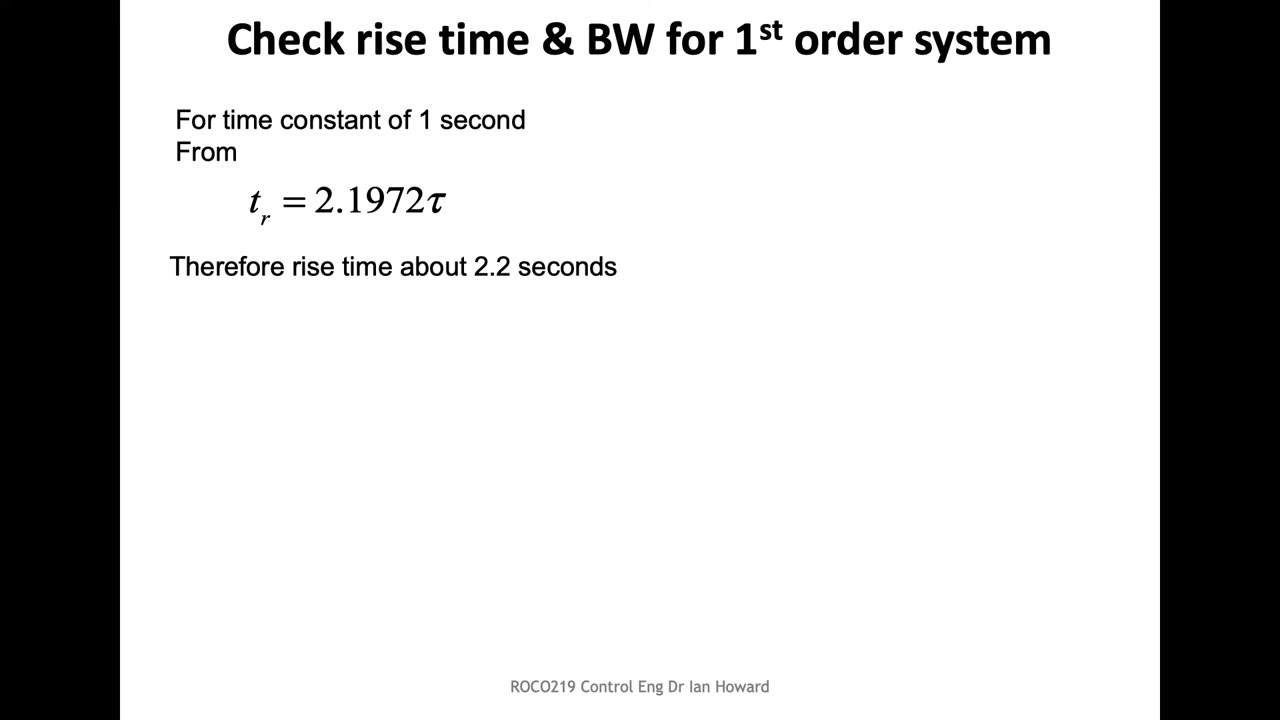 Check rise time & BW for 1st order system
For time constant of 1 second
From
tr = 2.1972τ
Therefore rise time about 2.2 seconds
ROCO219 Control Eng Dr Ian Howard